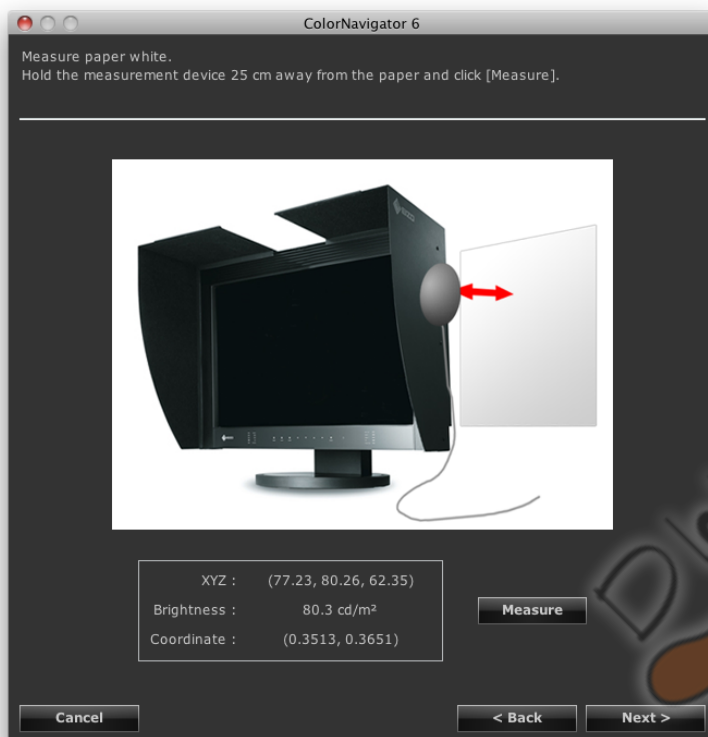 ColorNavigator 6
Measure paper white.
Hold the measurement device 25 cm away from the paper and click [Measure].
EIZO
XYZ : (77.23, 80.26, 62.35)
Brightness : 80.3 cd/m²
Measure
Coordinate : (0.3513, 0.3651)
Cancel
< Back
Next >